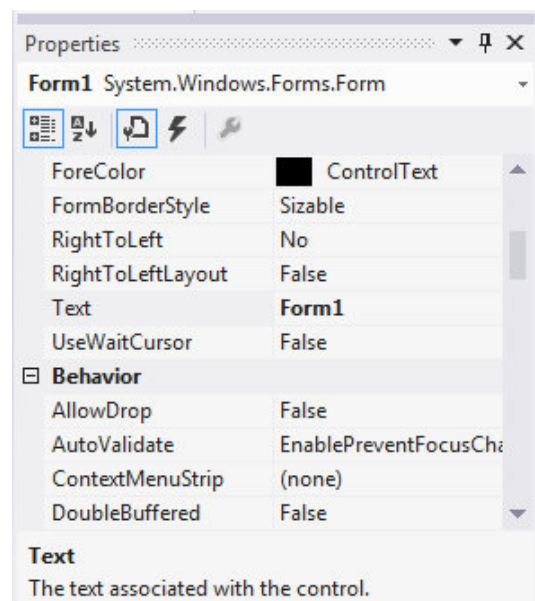 Properties
Form1 System.Windows.Forms.Form
ForeColor ControlText
FormBorderStyle Sizable
RightToLeft No
RightToLeftLayout False
Text Form1
UseWaitCursor False
Behavior
AllowDrop False
AutoValidate EnablePreventFocusCha
ContextMenuStrip (none)
DoubleBuffered False
Text
The text associated with the control.